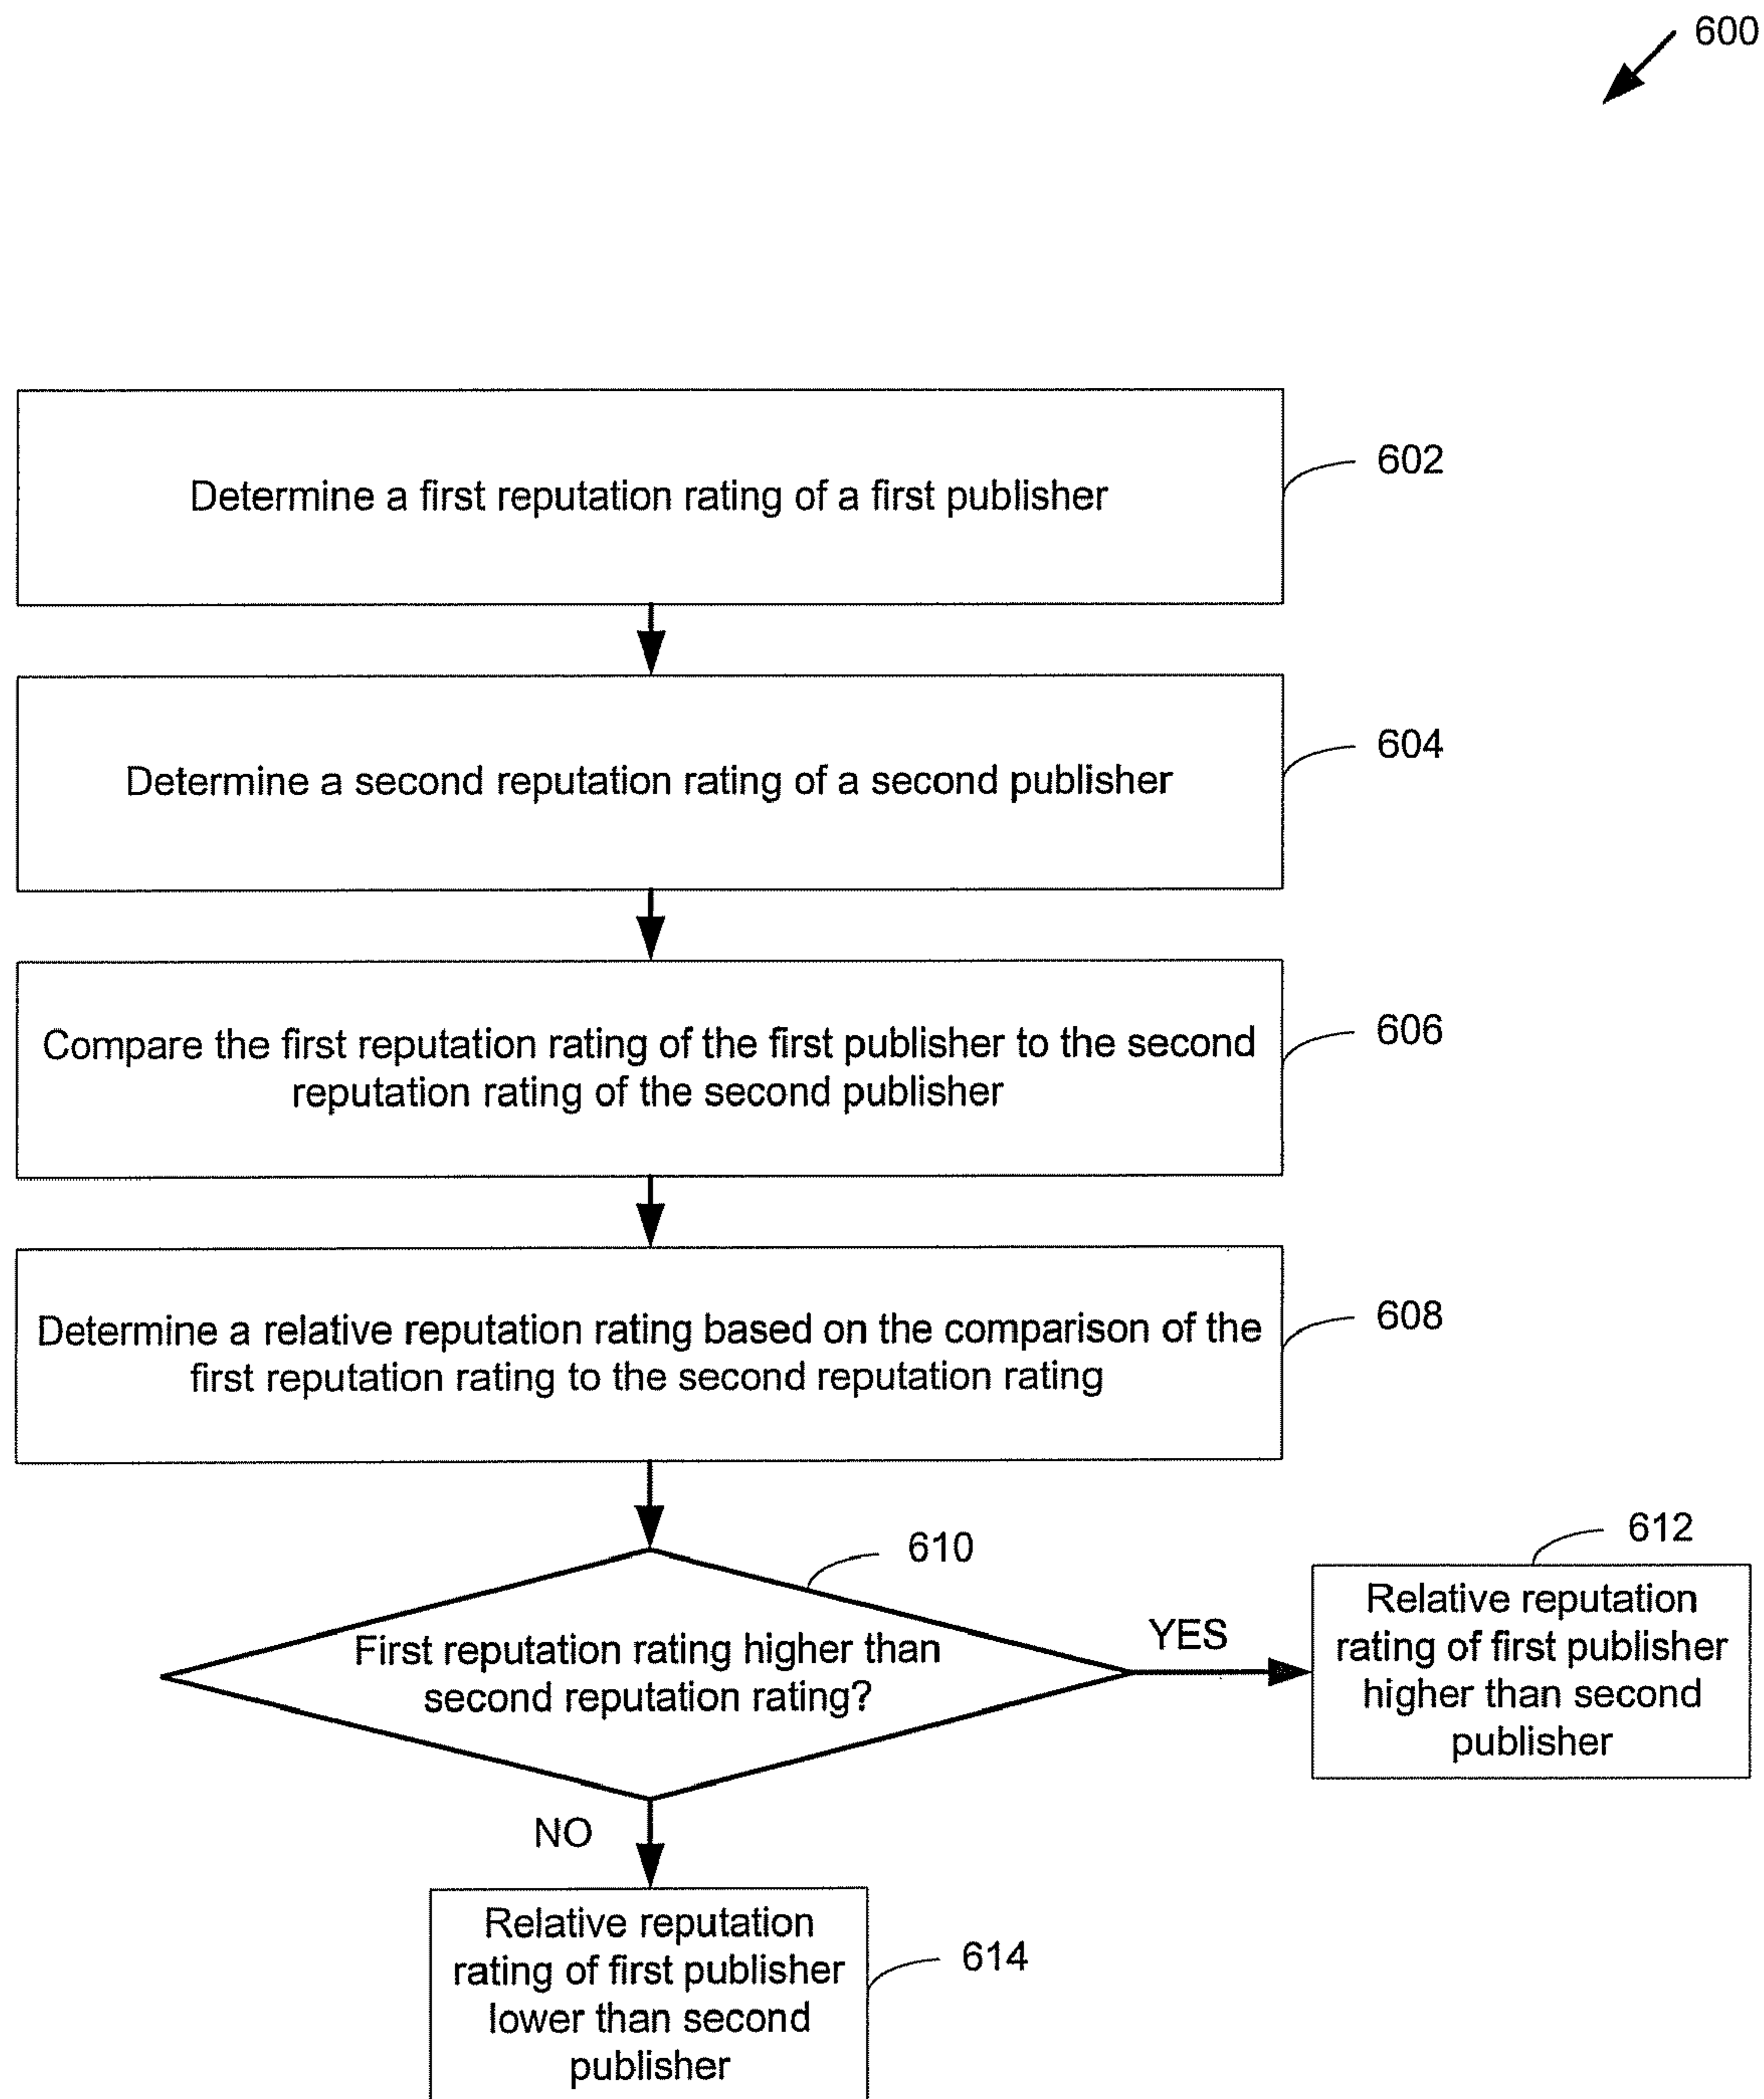 600
Determine a first reputation rating of a first publisher
602
Determine a second reputation rating of a second publisher
604
Compare the first reputation rating of the first publisher to the second
reputation rating of the second publisher
606
Determine a relative reputation rating based on the comparison of the
first reputation rating to the second reputation rating
608
610
First reputation rating higher than
second reputation rating?
YES
612
Relative reputation
rating of first publisher
higher than second
publisher
NO
Relative reputation
rating of first publisher
lower than second
publisher
614